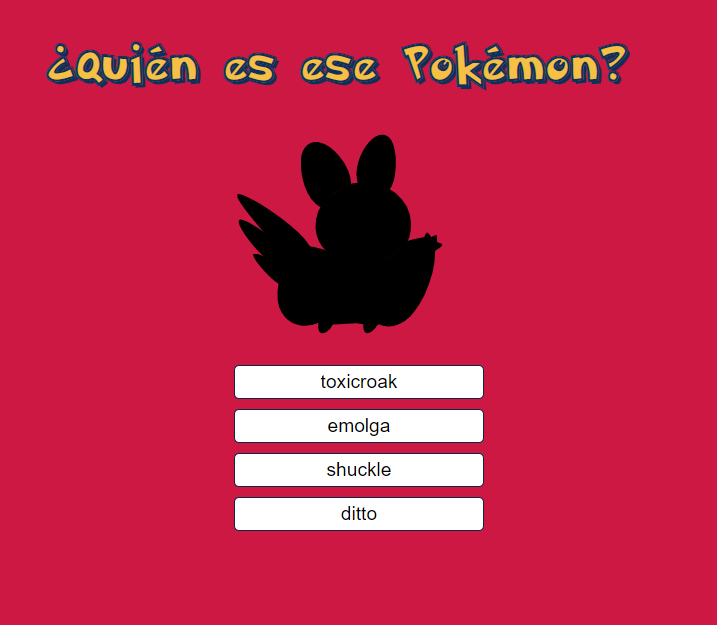 ¿Quién es ese Pokémon?
toxicroak
emolga
shuckle
ditto